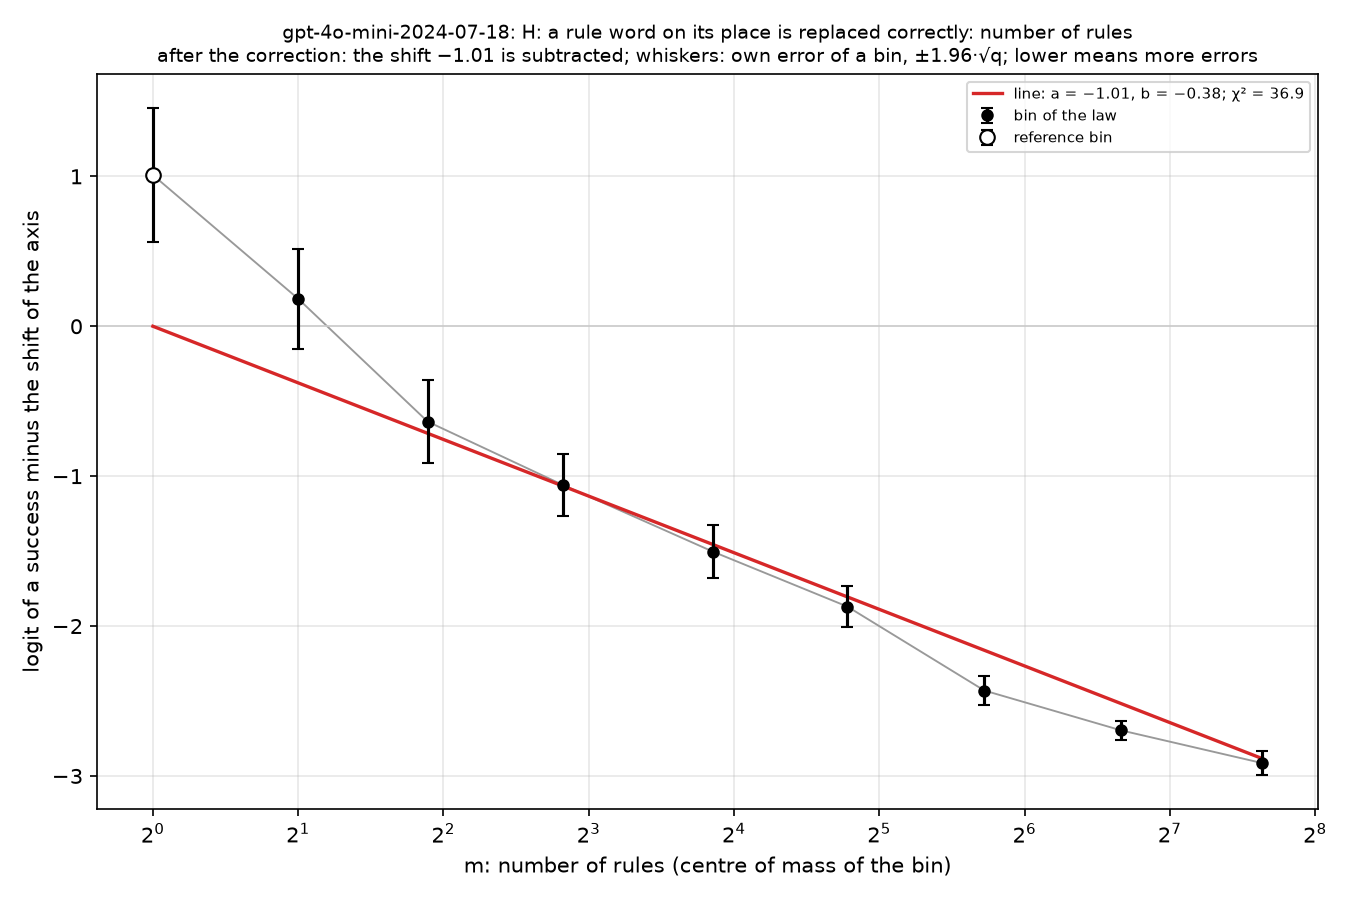 gpt-4o-mini-2024-07-18: H: a rule word on its place is replaced correctly: number of rules
after the correction: the shift −1.01 is subtracted; whiskers: own error of a bin, ±1.96·√q; lower means more errors
line: a = −1.01, b = −0.38; χ² = 36.9
bin of the law
reference bin
logit of a success minus the shift of the axis
1
0
−1
−2
−3
2⁰ 2¹ 2² 2³ 2⁴ 2⁵ 2⁶ 2⁷ 2⁸
m: number of rules (centre of mass of the bin)